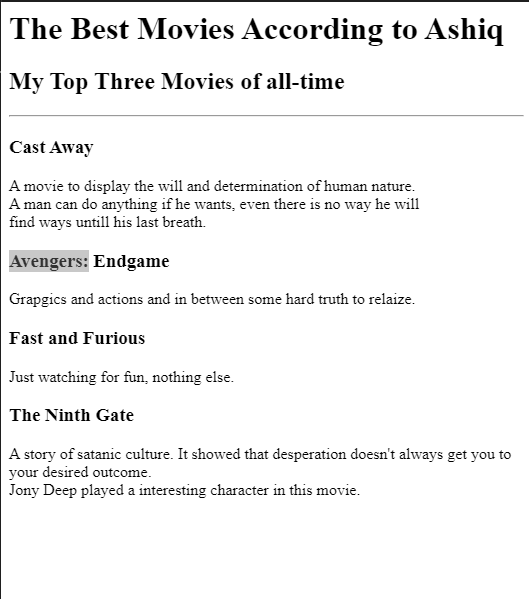 The Best Movies According to Ashiq
My Top Three Movies of all-time
Cast Away
A movie to display the will and determination of human nature.
A man can do anything if he wants, even there is no way he will
find ways untill his last breath.
Avengers: Endgame
Grapgics and actions and in between some hard truth to relaize.
Fast and Furious
Just watching for fun, nothing else.
The Ninth Gate
A story of satanic culture. It showed that desperation doesn't always get you to
your desired outcome.
Jony Deep played a interesting character in this movie.